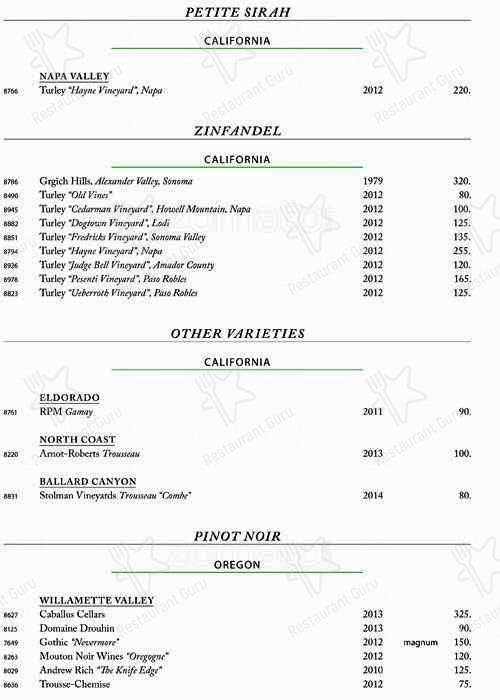 PETITE SIRAH
CALIFORNIA
NAPA VALLEY
8766 Turley "Hayne Vineyard", Napa 2012 220.
ZINFANDEL
CALIFORNIA
8786 Grgich Hills, Alexander Valley, Sonoma 1979 320.
8490 Turley "Old Vines" 2012 80.
8945 Turley "Cedarman Vineyard", Howell Mountain, Napa 2012 100.
8882 Turley "Dogtown Vineyard", Lodi 2012 125.
8851 Turley "Fredricks Vineyard", Sonoma Valley 2012 135.
8794 Turley "Hayne Vineyard", Napa 2012 255.
8926 Turley "Judge Bell Vineyard", Amador County 2012 120.
8978 Turley "Pesenti Vineyard", Paso Robles 2012 165.
8823 Turley "Ueberroth Vineyard", Paso Robles 2012 125.
OTHER VARIETIES
CALIFORNIA
ELDORADO
8761 RPM Gamay 2011 90.
NORTH COAST
8220 Arnot-Roberts Trousseau 2013 100.
BALLARD CANYON
8831 Stolman Vineyards Trousseau "Combe" 2014 80.
PINOT NOIR
OREGON
WILLAMETTE VALLEY
8627 Caballus Cellars 2013 325.
8125 Domaine Drouhin 2013 90.
7649 Gothic "Nevermore" 2012 magnum 150.
8263 Mouton Noir Wines "Oregogne" 2012 120.
8029 Andrew Rich "The Knife Edge" 2010 125.
8636 Trousse-Chemise 2012 75.
Restaurant Guru